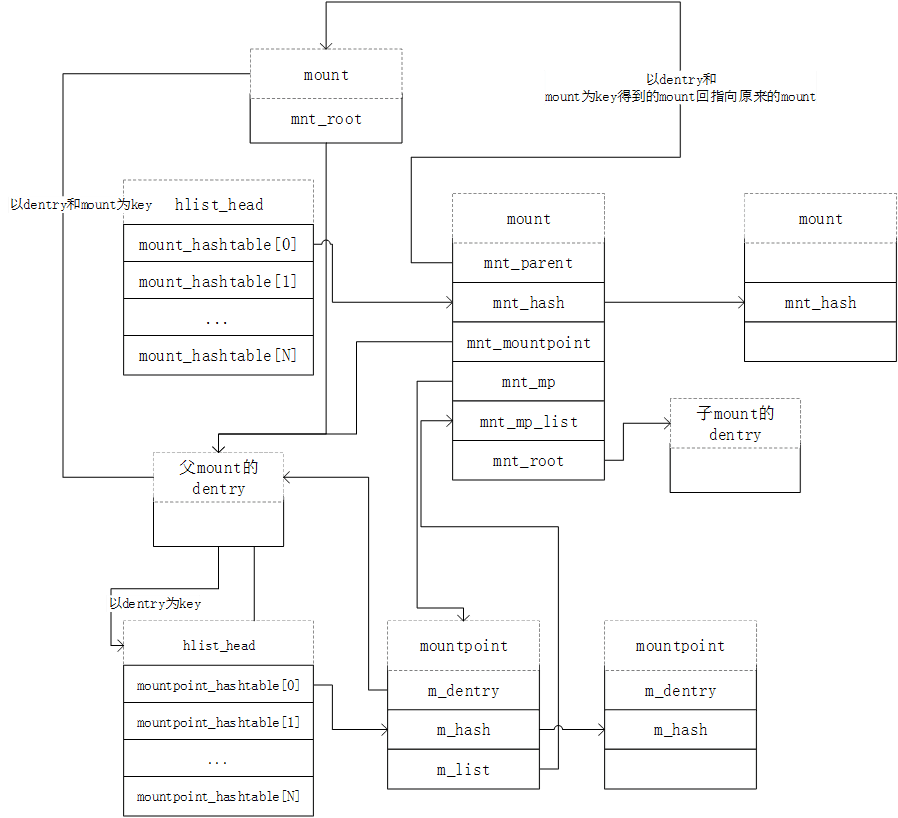 mount
mnt_root
以dentry和
mount为key得到的mount回指向原来的mount
以dentry和mount为key
hlist_head
mount_hashtable[0]
mount_hashtable[1]
...
mount_hashtable[N]
mount
mnt_parent
mnt_hash
mnt_mountpoint
mnt_mp
mnt_mp_list
mnt_root
mount
mnt_hash
子mount的
dentry
父mount的
dentry
以dentry为key
hlist_head
mountpoint_hashtable[0]
mountpoint_hashtable[1]
...
mountpoint_hashtable[N]
mountpoint
m_dentry
m_hash
m_list
mountpoint
m_dentry
m_hash